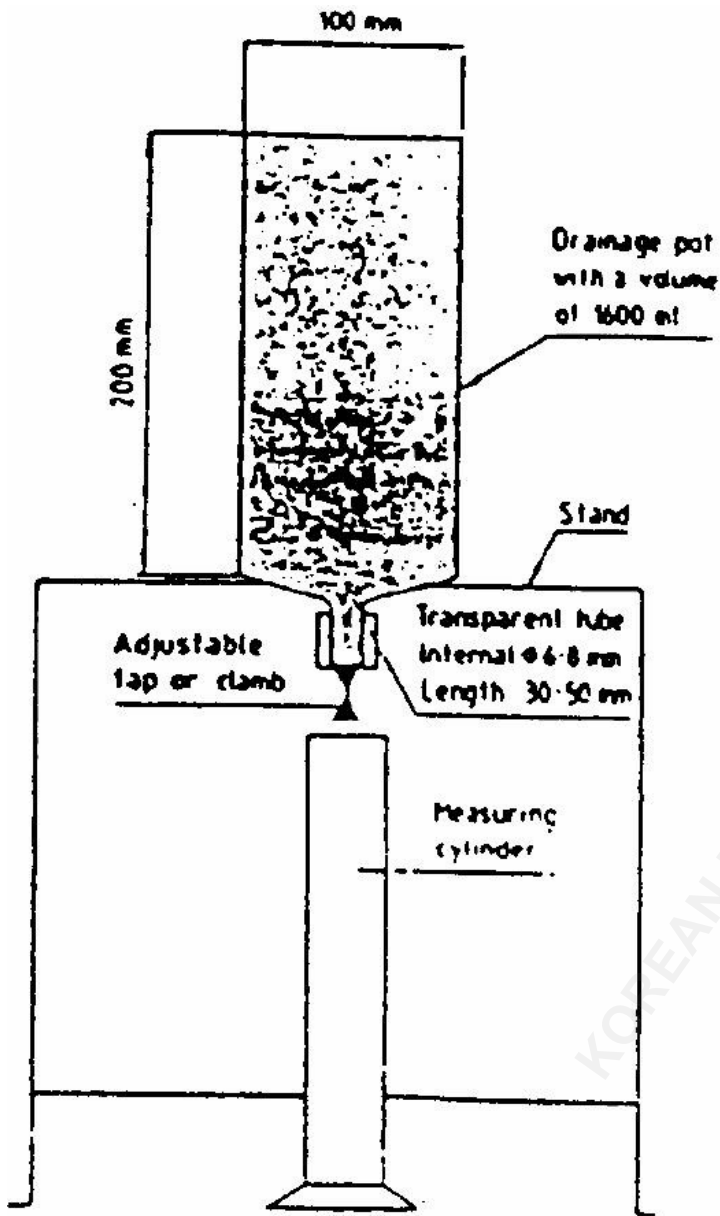 100 mm
200 mm
Drainage pot
with a volume
of 1600 ml
Stand
Adjustable
tap or clamb
Transparent tube
Internal Φ 6-8 mm
Length 30-50 mm
Measuring
cylinder
KOREAN